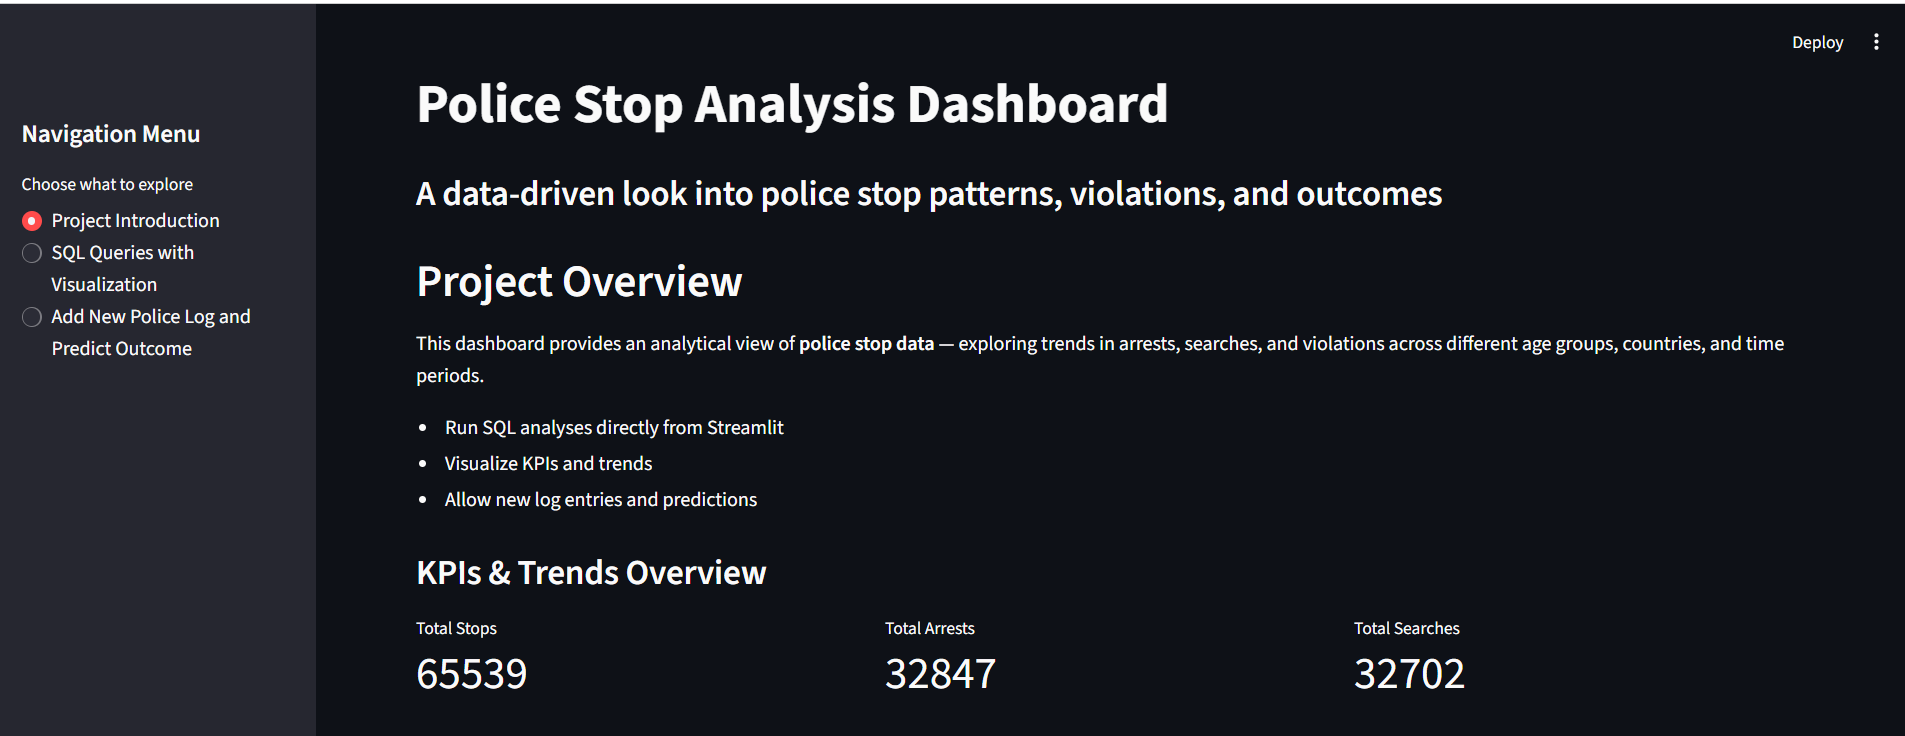 Deploy
Navigation Menu
Choose what to explore
Project Introduction
SQL Queries with
Visualization
Add New Police Log and
Predict Outcome
Police Stop Analysis Dashboard
A data-driven look into police stop patterns, violations, and outcomes
Project Overview
This dashboard provides an analytical view of police stop data — exploring trends in arrests, searches, and violations across different age groups, countries, and time
periods.
Run SQL analyses directly from Streamlit
Visualize KPIs and trends
Allow new log entries and predictions
KPIs & Trends Overview
Total Stops
65539
Total Arrests
32847
Total Searches
32702